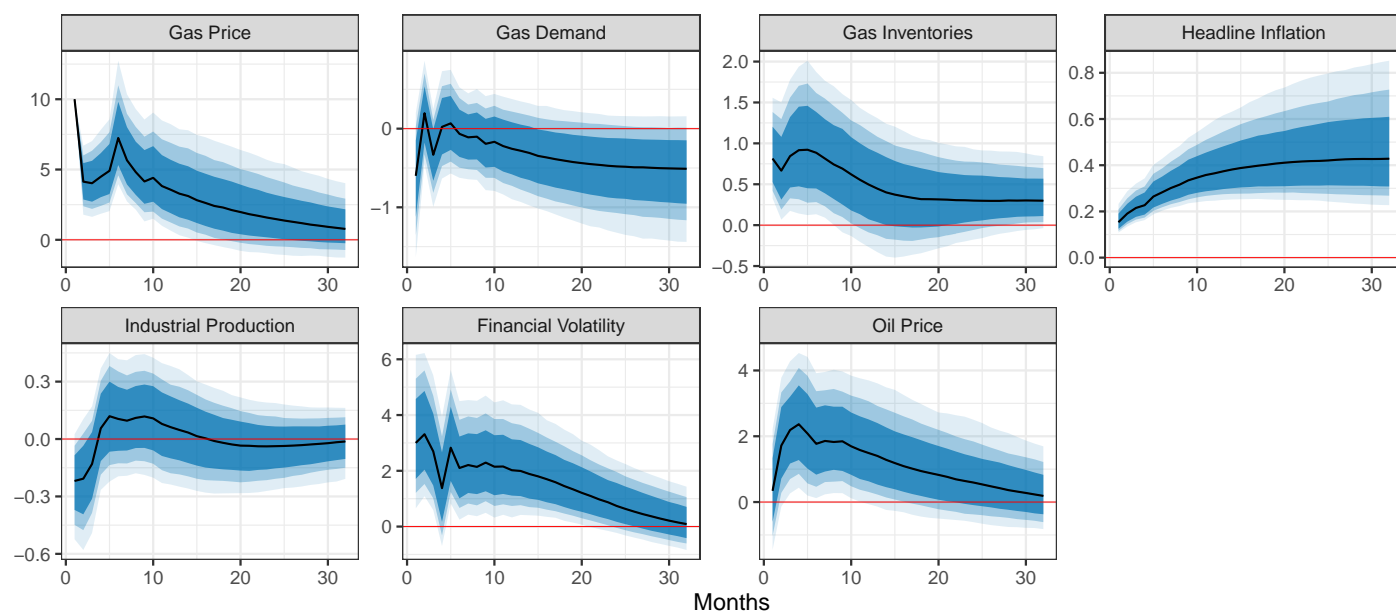 Gas Price
Gas Demand
Gas Inventories
Headline Inflation
10
5
0
0 10 20 30
0
−1
0 10 20 30
2.0
1.5
1.0
0.5
0.0
−0.5
0 10 20 30
0.8
0.6
0.4
0.2
0.0
0 10 20 30
Industrial Production
Financial Volatility
Oil Price
0.3
0.0
−0.3
−0.6
0 10 20 30
6
4
2
0
0 10 20 30
4
2
0
0 10 20 30
Months